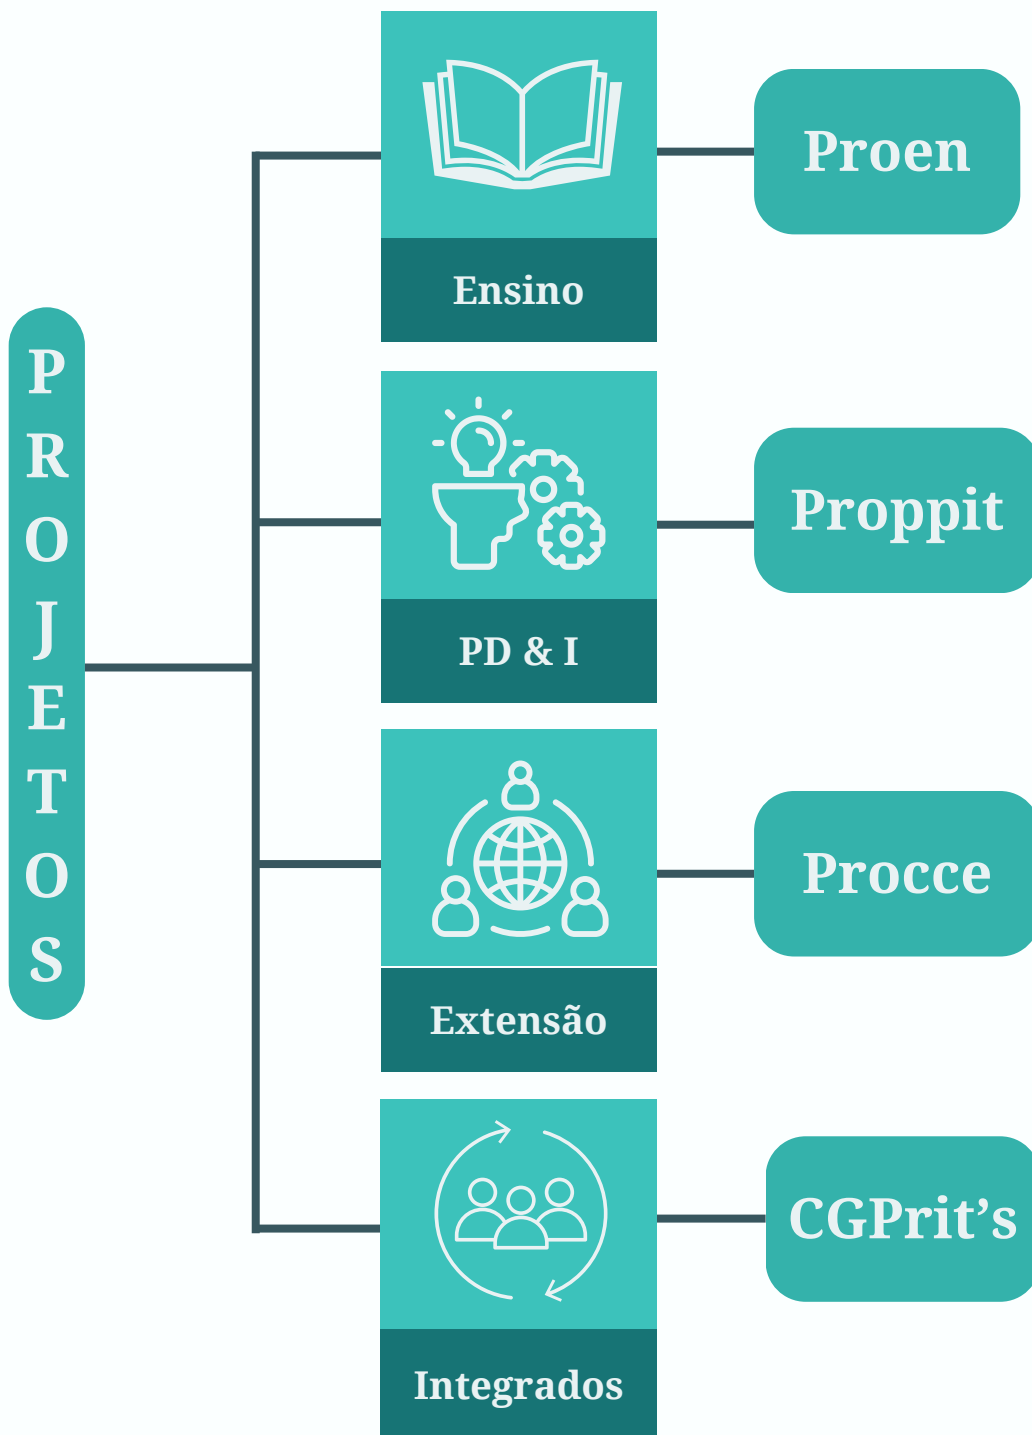 PROJETOS
Ensino
Proen
PD & I
Proppit
Extensão
Procce
Integrados
CGPrit’s